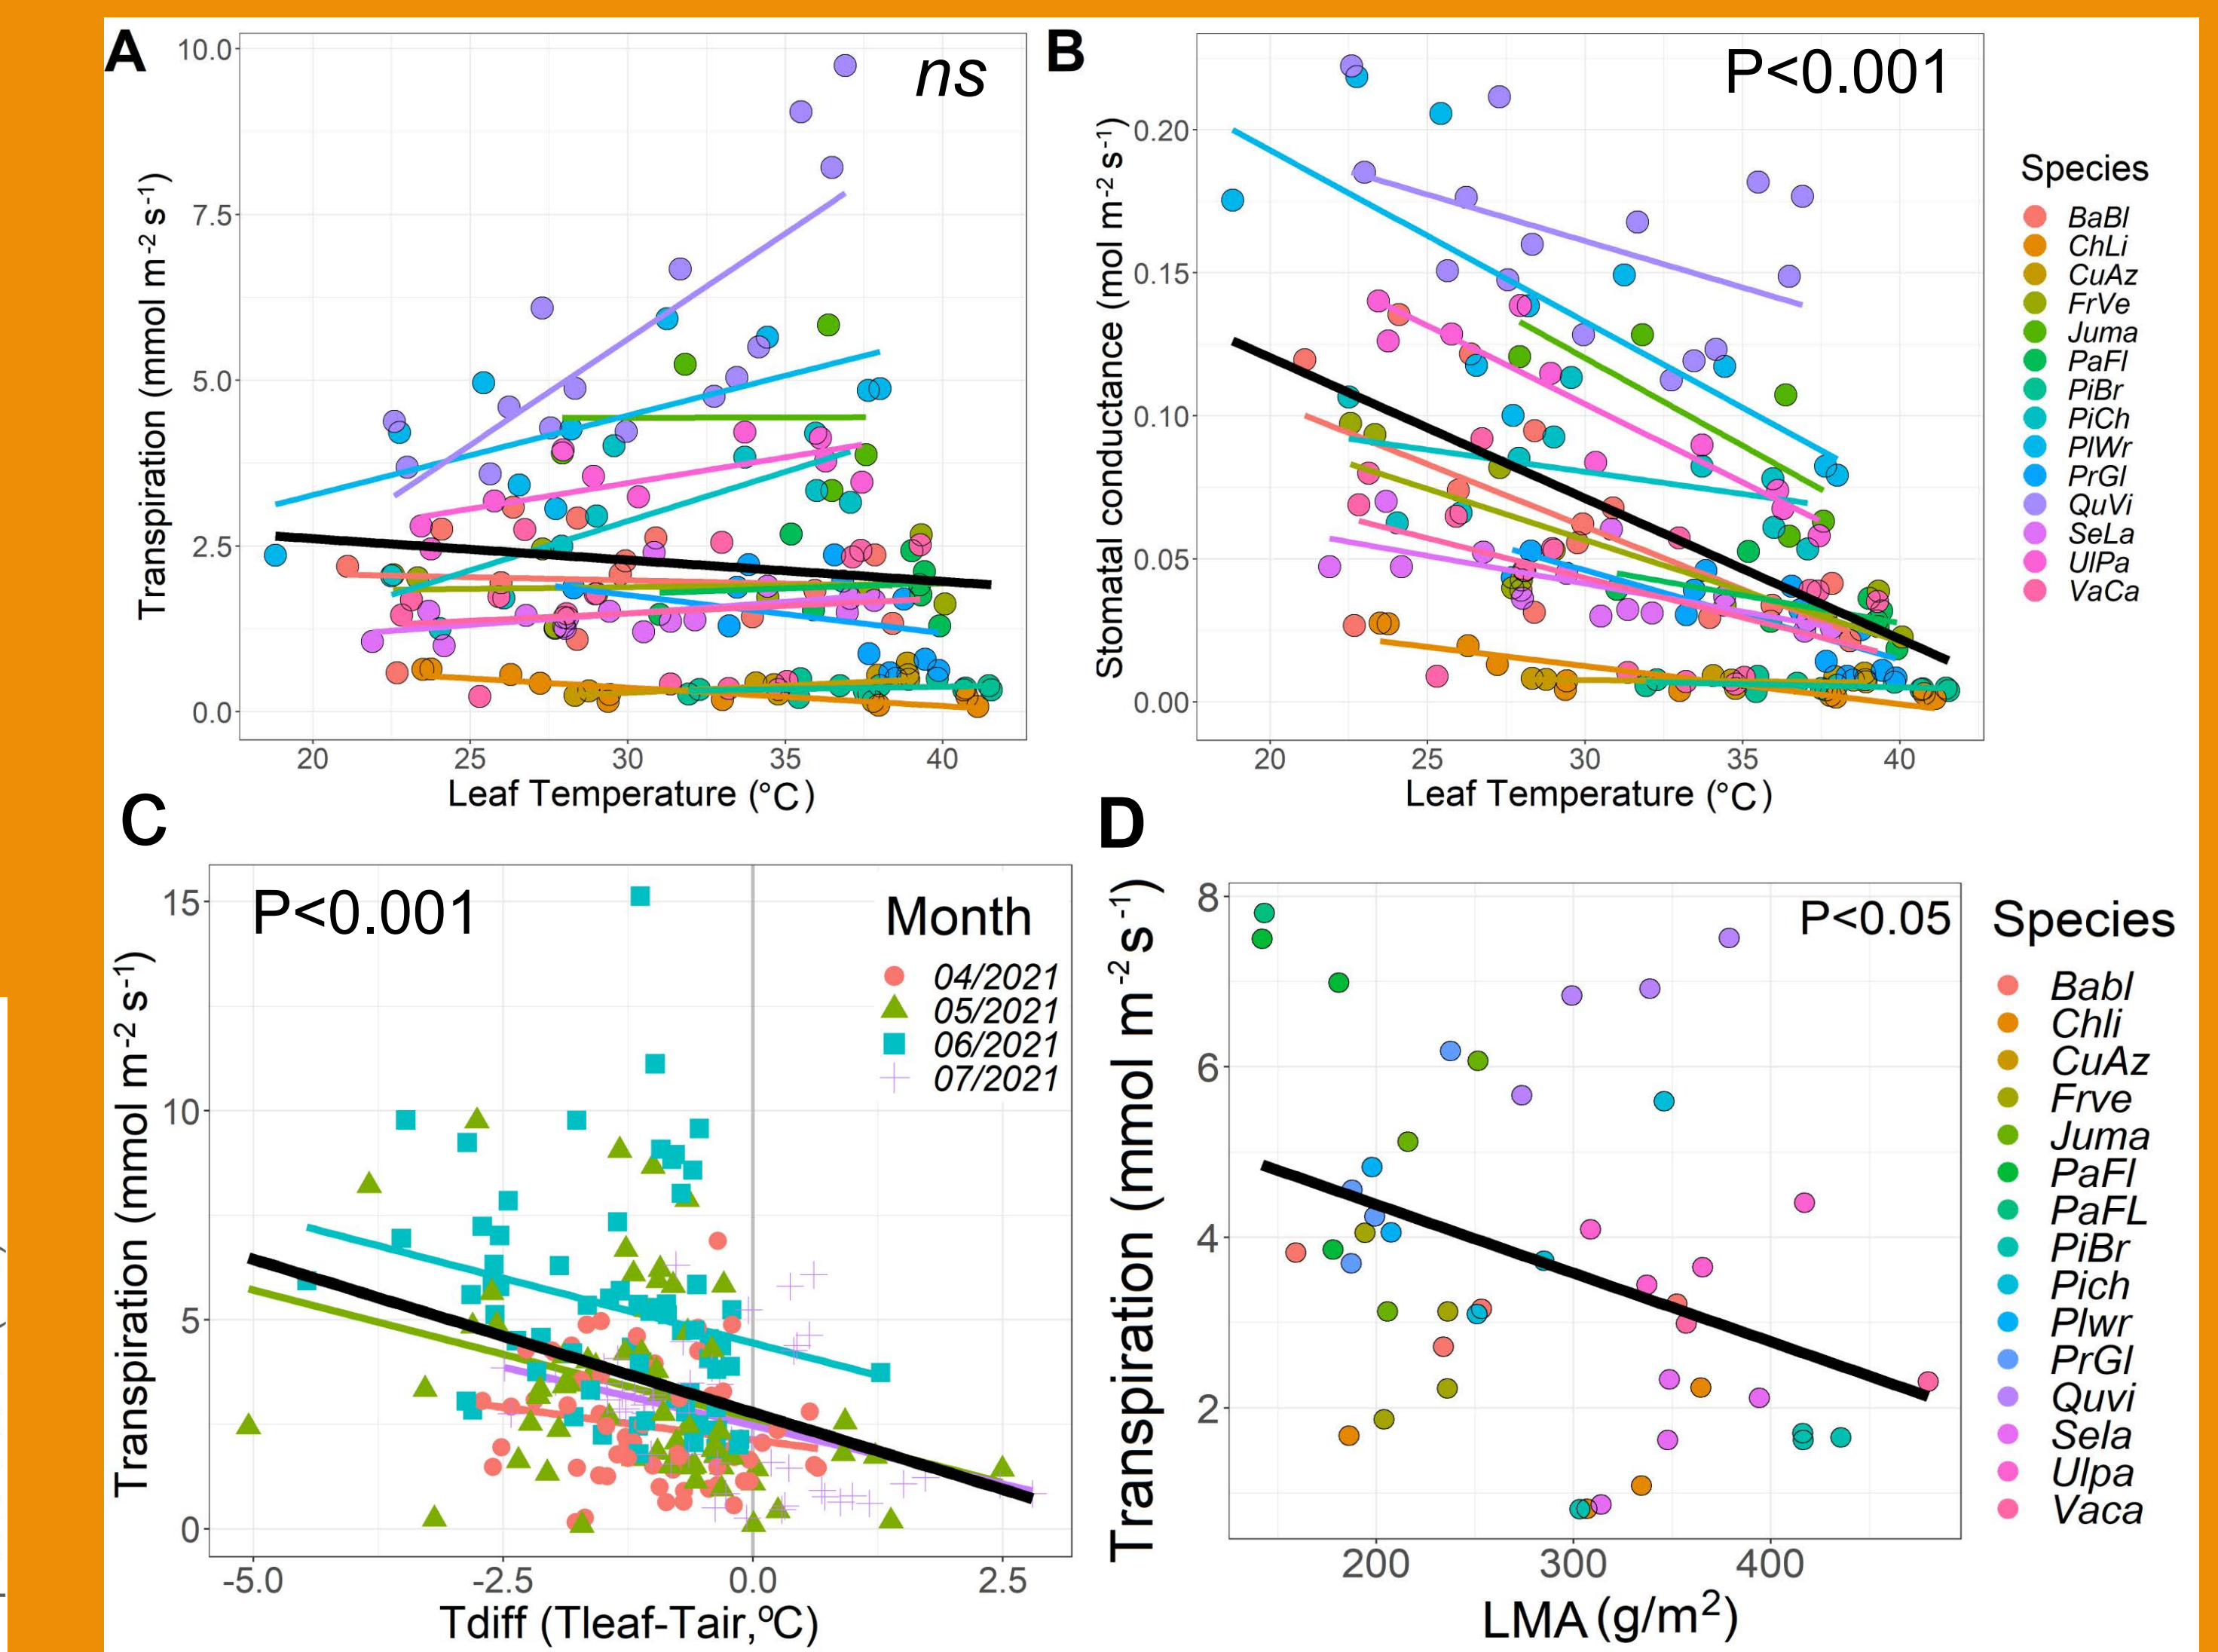 A
ns
10.0
7.5
5.0
2.5
0.0
Transpiration (mmol m-2 s-1)
20 25 30 35 40
Leaf Temperature (°C)
B
P<0.001
0.20
0.15
0.10
0.05
0.00
Stomatal conductance (mol m-2 s-1)
20 25 30 35 40
Leaf Temperature (°C)
Species
BaBl
ChLi
CuAz
FrVe
Juma
PaFl
PiBr
PiCh
PlWr
PrGl
QuVi
SeLa
UlPa
VaCa
C
P<0.001
Month
04/2021
05/2021
06/2021
07/2021
15
10
5
0
Transpiration (mmol m-2 s-1)
-5.0 -2.5 0.0 2.5
Tdiff (Tleaf-Tair,ºC)
D
P<0.05
8
6
4
2
Transpiration (mmol m-2 s-1)
200 300 400
LMA (g/m2)
Species
Babl
Chli
CuAz
Frve
Juma
PaFl
PaFL
PiBr
Pich
Plwr
PrGl
Quvi
Sela
Ulpa
Vaca